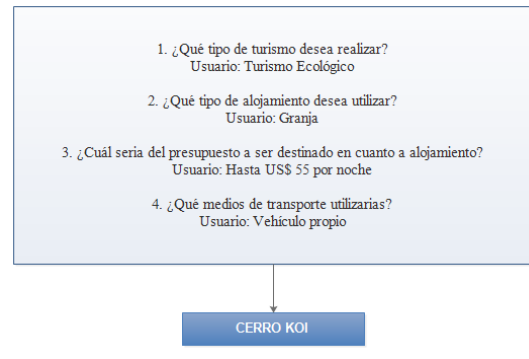 1. ¿Qué tipo de turismo desea realizar?
Usuario: Turismo Ecológico
2. ¿Qué tipo de alojamiento desea utilizar?
Usuario: Granja
3. ¿Cuál seria del presupuesto a ser destinado en cuanto a alojamiento?
Usuario: Hasta US$ 55 por noche
4. ¿Qué medios de transporte utilizarias?
Usuario: Vehículo propio
CERRO KOI